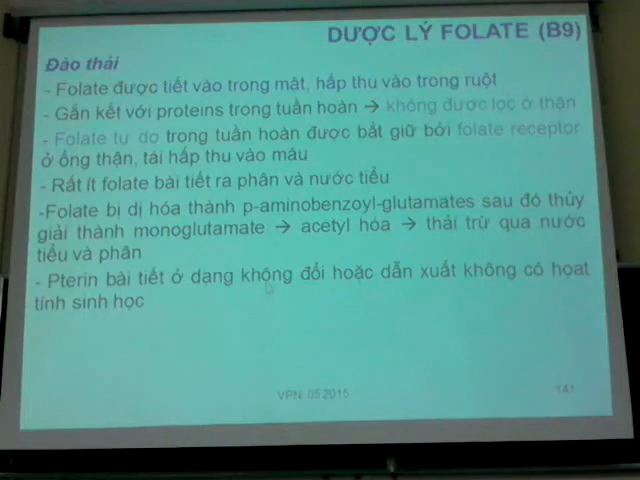 DƯỢC LÝ FOLATE (B9)
Đào thải
- Folate được tiết vào trong mật, hấp thu vào trong ruột
- Gắn kết với proteins trong tuần hoàn → không được lọc ở thận
- Folate tự do trong tuần hoàn được bắt giữ bởi folate receptor
ở ống thận, tái hấp thu vào máu
- Rất ít folate bài tiết ra phân và nước tiểu
-Folate bị dị hóa thành p-aminobenzoyl-glutamates sau đó thủy
giải thành monoglutamate → acetyl hóa → thải trừ qua nước
tiểu và phân
- Pterin bài tiết ở dạng không đổi hoặc dẫn xuất không có họat
tính sinh học
VPN. 05 2015
141